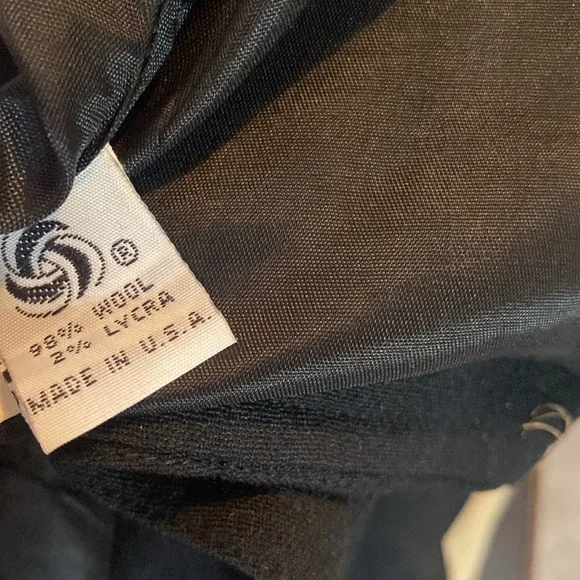 ®
98% WOOL
2% LYCRA
MADE IN U.S.A.